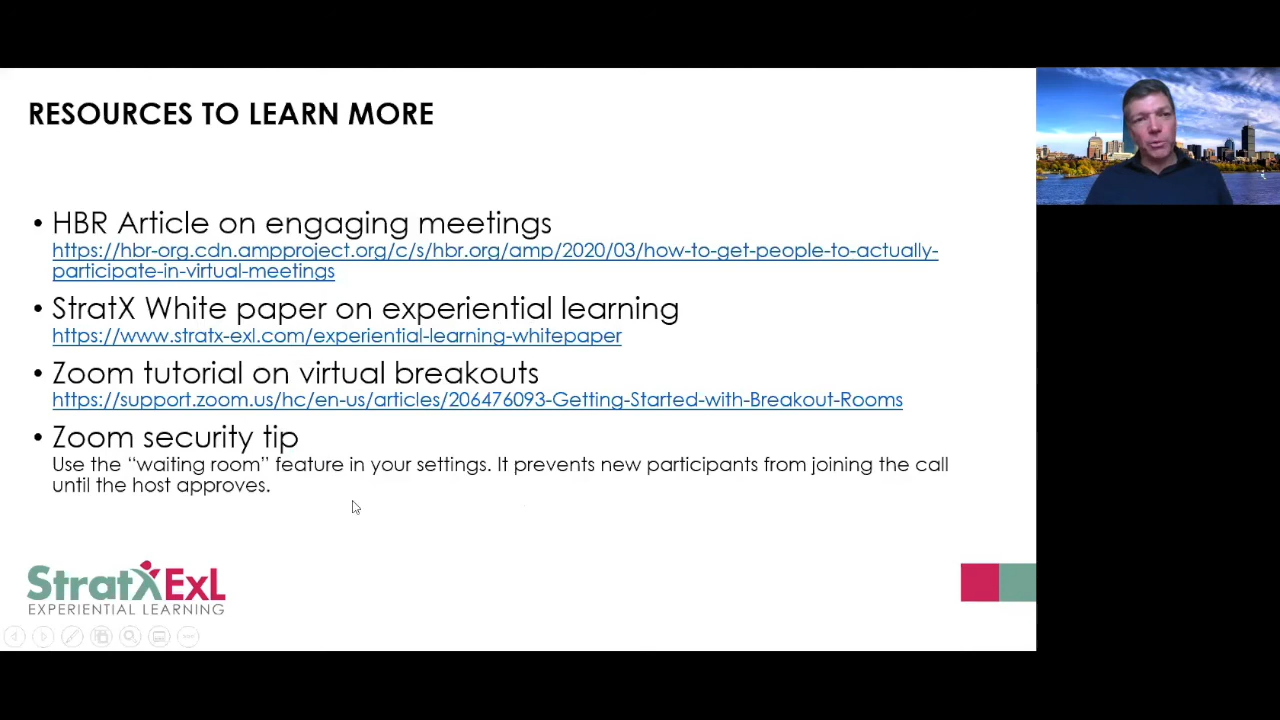 RESOURCES TO LEARN MORE
• HBR Article on engaging meetings
https://hbr-org.cdn.ampproject.org/c/s/hbr.org/amp/2020/03/how-to-get-people-to-actually-
participate-in-virtual-meetings
• StratX White paper on experiential learning
https://www.stratx-exl.com/experiential-learning-whitepaper
• Zoom tutorial on virtual breakouts
https://support.zoom.us/hc/en-us/articles/206476093-Getting-Started-with-Breakout-Rooms
• Zoom security tip
Use the “waiting room” feature in your settings. It prevents new participants from joining the call
until the host approves.
StratXExL
EXPERIENTIAL LEARNING